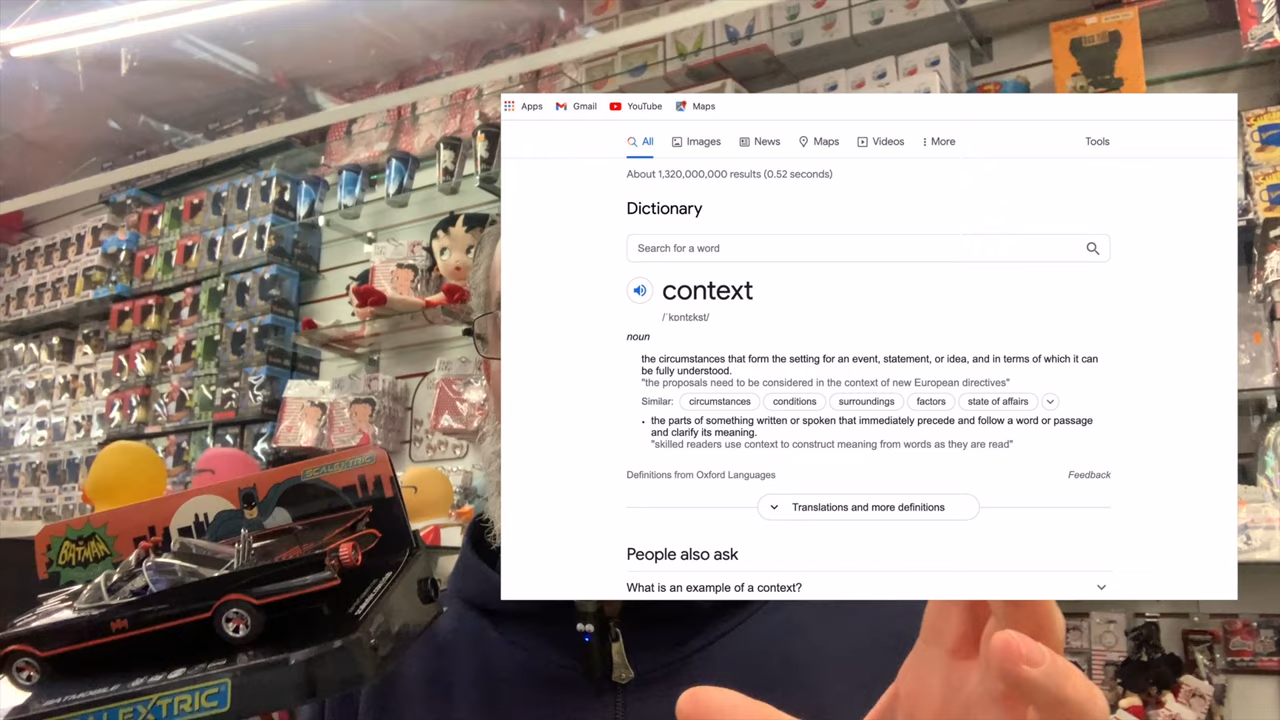 Apps Gmail YouTube Maps
All Images News Maps Videos More Tools
About 1,320,000,000 results (0.52 seconds)
Dictionary
Search for a word
context
/ˈkɒntɛkst/
noun
the circumstances that form the setting for an event, statement, or idea, and in terms of which it can
be fully understood.
"the proposals need to be considered in the context of new European directives"
Similar: circumstances conditions surroundings factors state of affairs
• the parts of something written or spoken that immediately precede and follow a word or passage
and clarify its meaning.
"skilled readers use context to construct meaning from words as they are read"
Definitions from Oxford Languages Feedback
Translations and more definitions
People also ask
What is an example of a context?
SCALEXTRIC
BATMAN
BATMOBILE
SCALEXTRIC